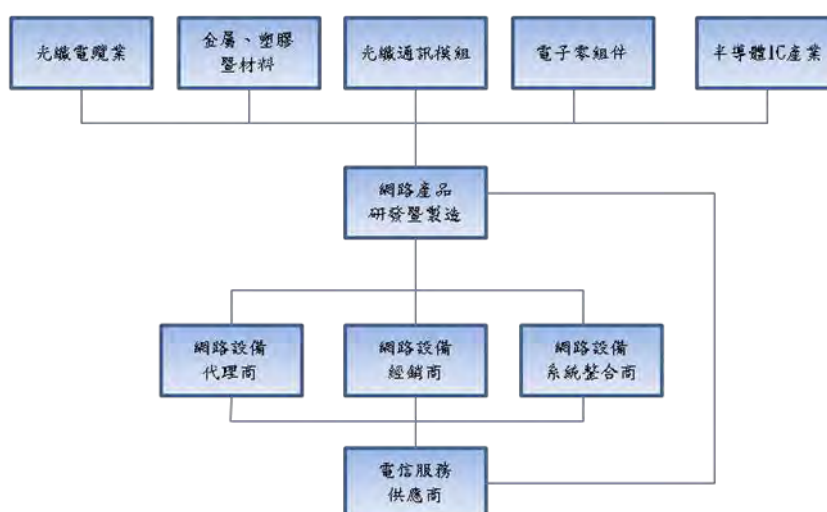 光纖電纜業
金屬、塑膠
暨材料
光纖通訊模組
電子零組件
半導體IC產業
網路產品
研發暨製造
網路設備
代理商
網路設備
經銷商
網路設備
系統整合商
電信服務
供應商